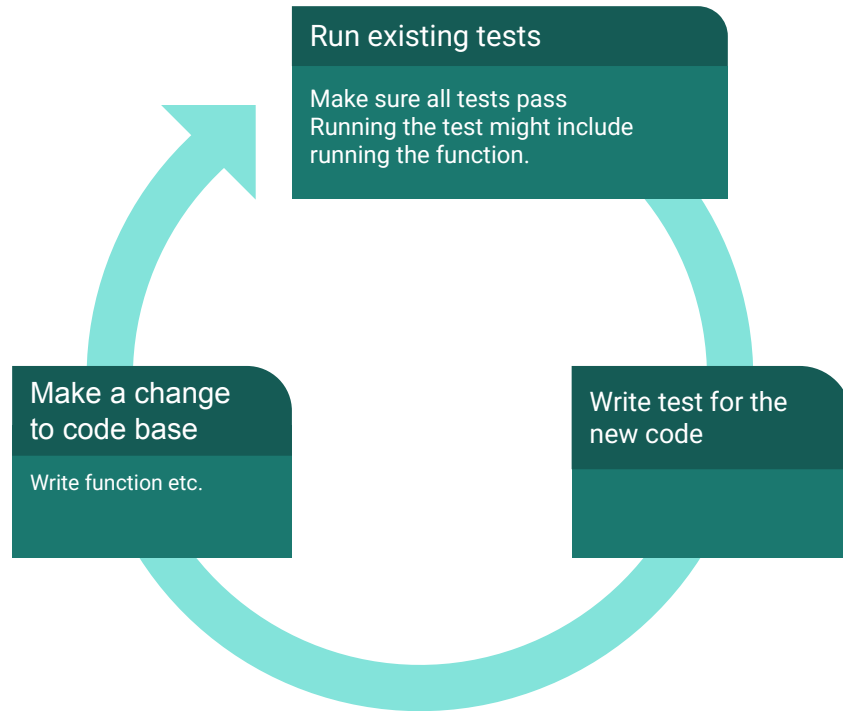 Run existing tests
Make sure all tests pass
Running the test might include
running the function.
Make a change
to code base
Write function etc.
Write test for the
new code